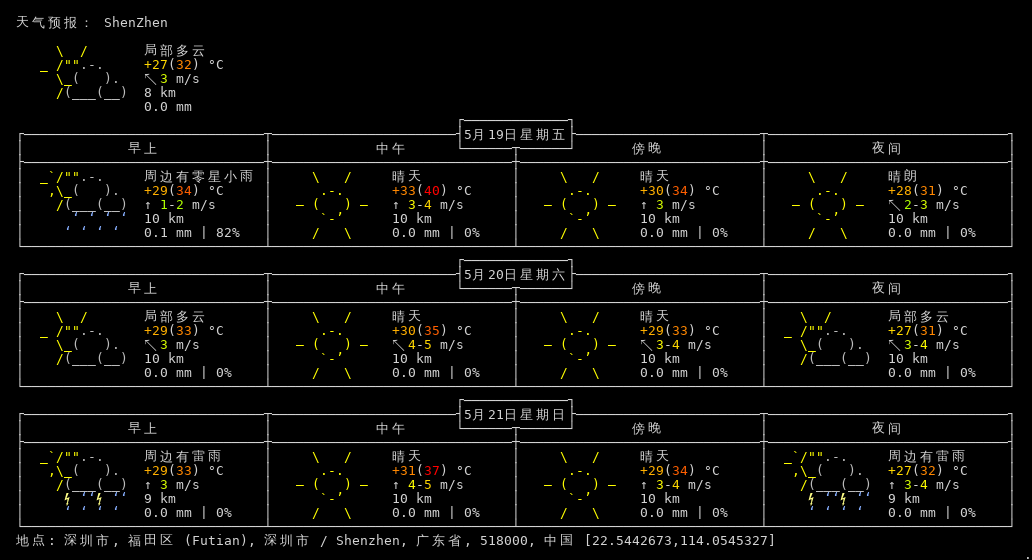 天气预报： ShenZhen
局部多云
+27(32) °C
↖ 3 m/s
8 km
0.0 mm
5月19日星期五
早上 中午 傍晚 夜间
周边有零星小雨 晴天 晴天 晴朗
+29(34) °C +33(40) °C +30(34) °C +28(31) °C
↑ 1-2 m/s ↑ 3-4 m/s ↑ 3 m/s ↖ 2-3 m/s
10 km 10 km 10 km 10 km
0.1 mm | 82% 0.0 mm | 0% 0.0 mm | 0% 0.0 mm | 0%
5月20日星期六
早上 中午 傍晚 夜间
局部多云 晴天 晴天 局部多云
+29(33) °C +30(35) °C +29(33) °C +27(31) °C
↖ 3 m/s ↖ 4-5 m/s ↖ 3-4 m/s ↖ 3-4 m/s
10 km 10 km 10 km 10 km
0.0 mm | 0% 0.0 mm | 0% 0.0 mm | 0% 0.0 mm | 0%
5月21日星期日
早上 中午 傍晚 夜间
周边有雷雨 晴天 晴天 周边有雷雨
+29(33) °C +31(37) °C +29(34) °C +27(32) °C
↑ 3 m/s ↑ 4-5 m/s ↑ 3-4 m/s ↑ 3-4 m/s
9 km 10 km 10 km 9 km
0.0 mm | 0% 0.0 mm | 0% 0.0 mm | 0% 0.0 mm | 0%
地点: 深圳市, 福田区 (Futian), 深圳市 / Shenzhen, 广东省, 518000, 中国 [22.5442673,114.0545327]